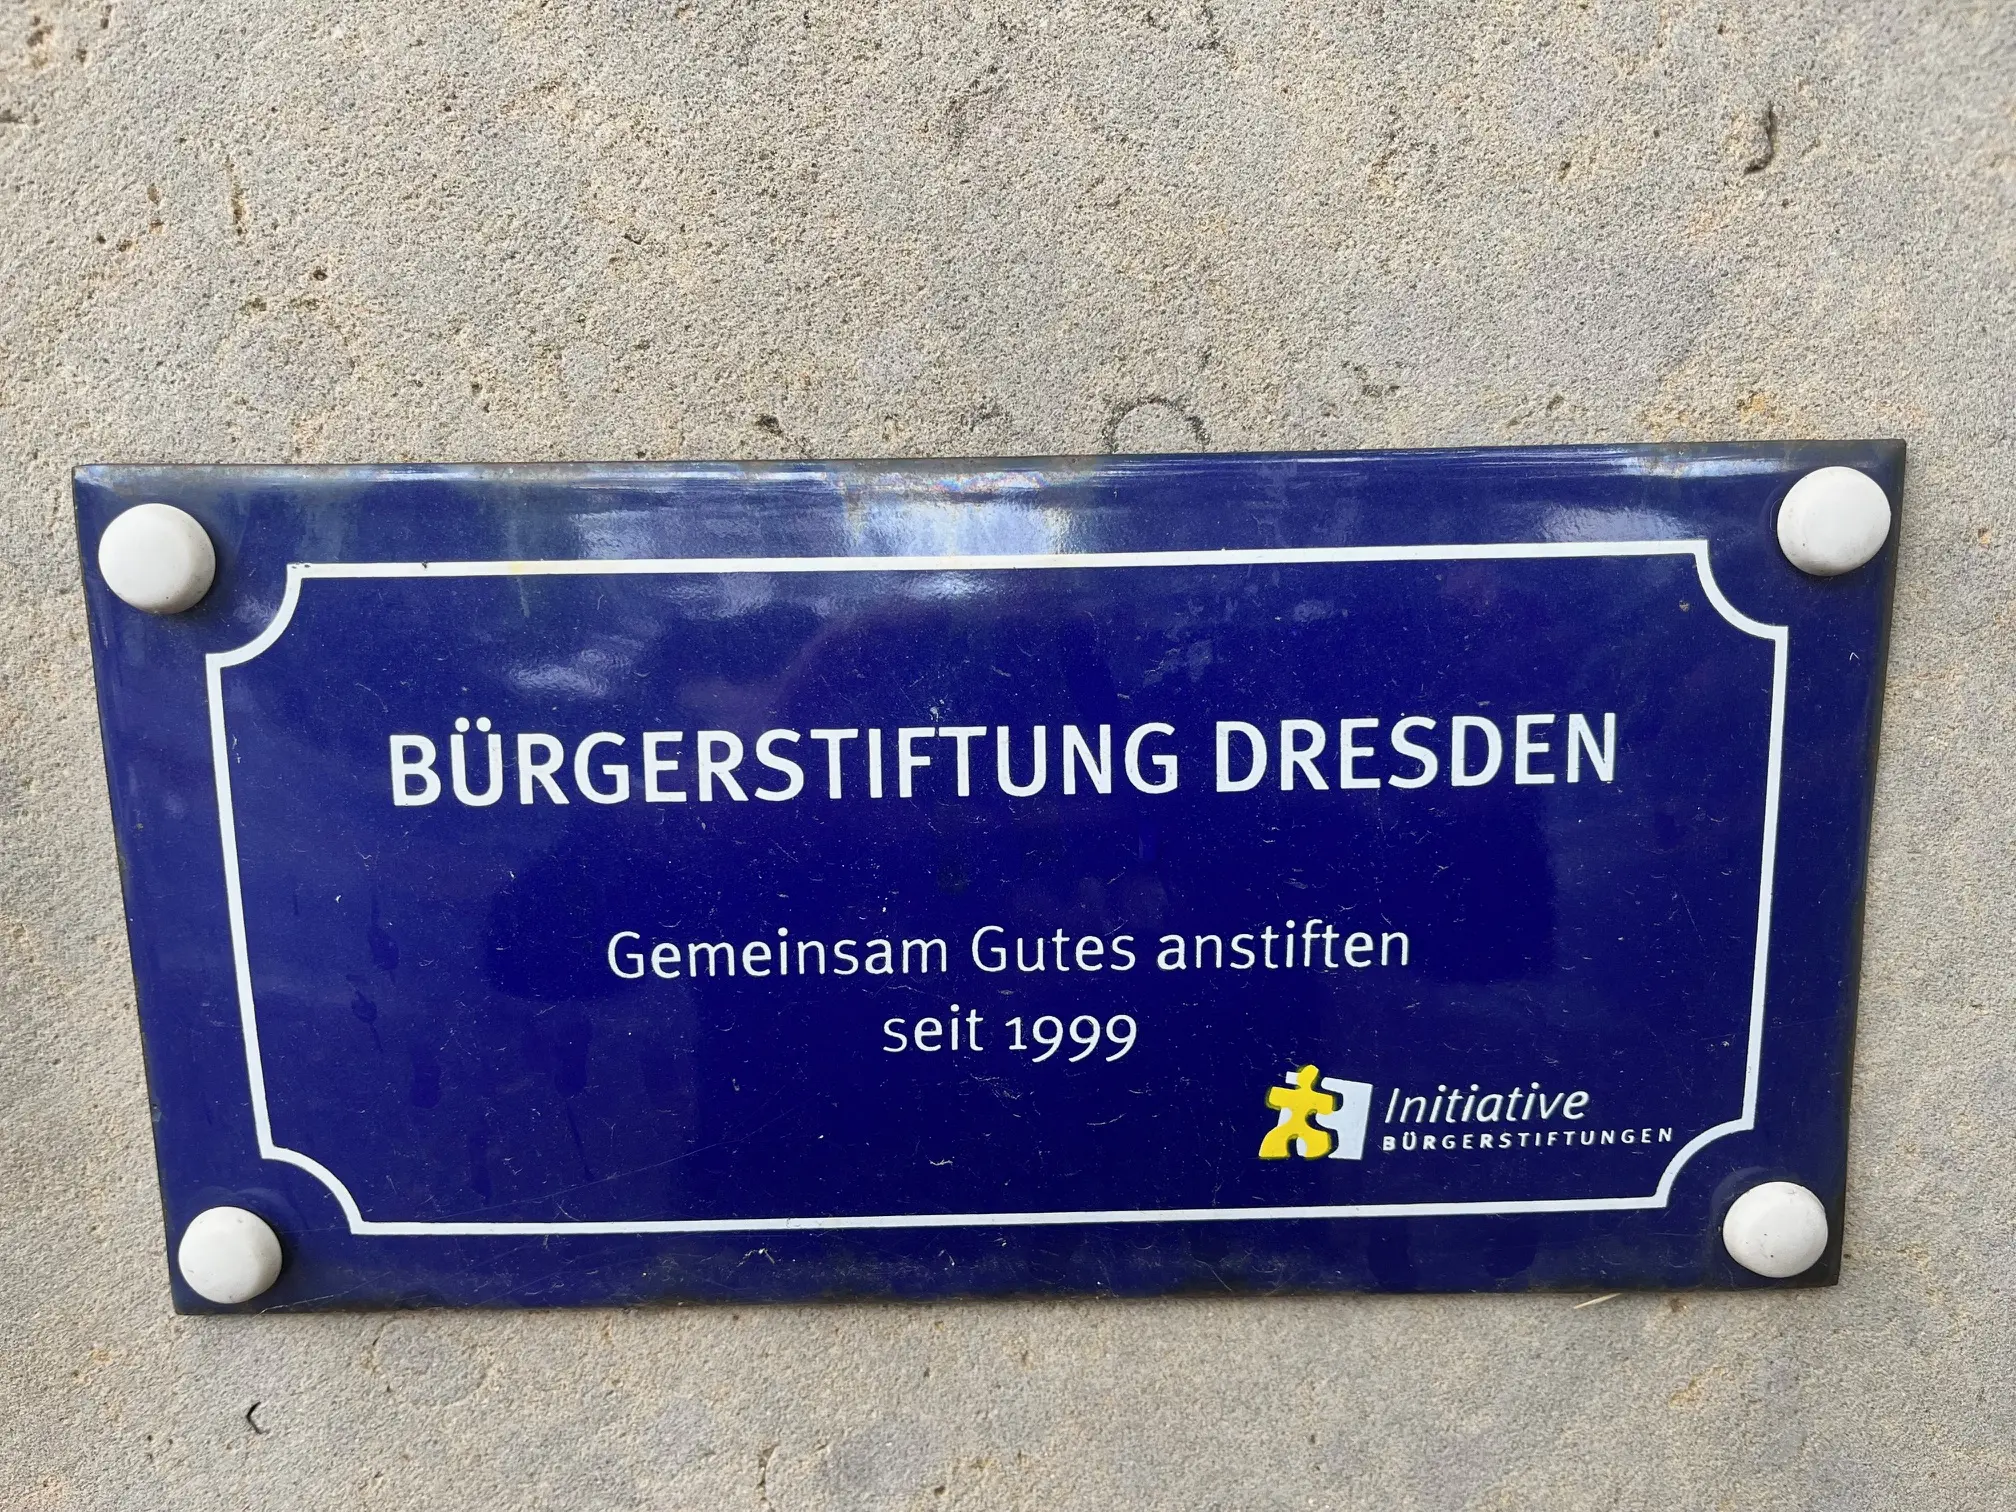 BÜRGERSTIFTUNG DRESDEN
Gemeinsam Gutes anstiften
seit 1999
Initiative
BÜRGERSTIFTUNGEN